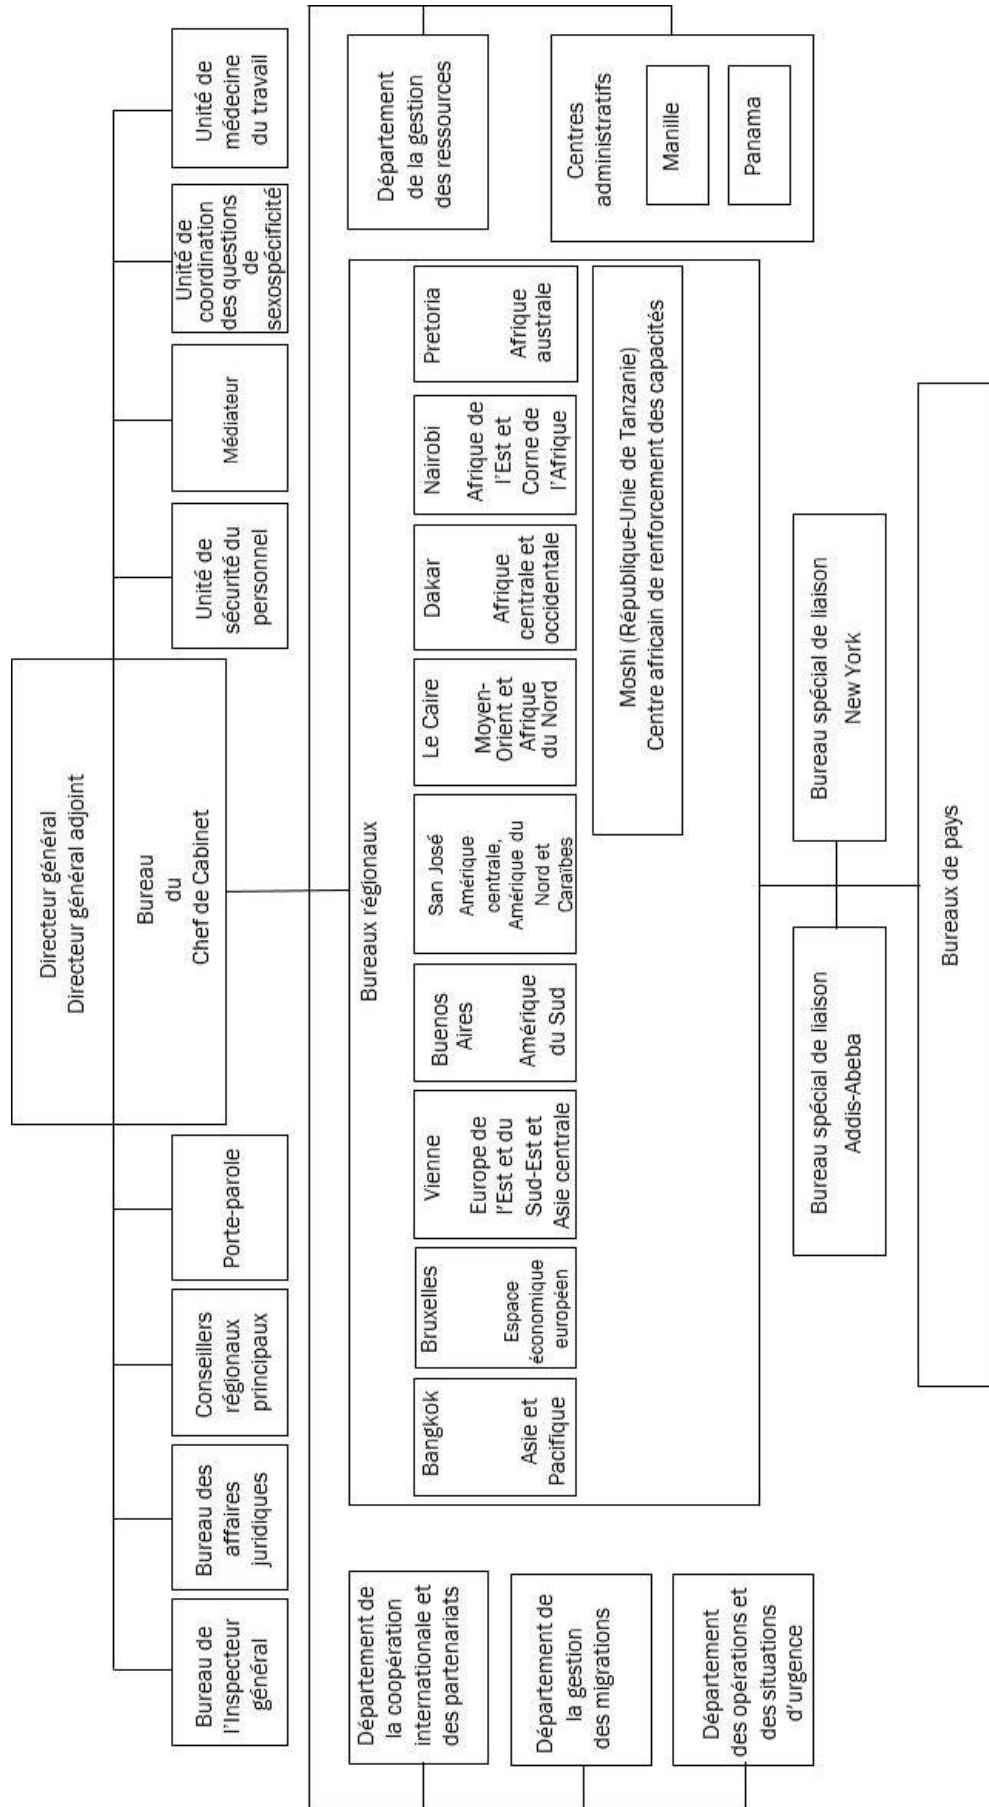 Directeur général
Directeur général adjoint
Bureau
du
Chef de Cabinet
Bureau de
l'Inspecteur
général
Bureau des
affaires
juridiques
Conseillers
régionaux
principaux
Porte-parole
Unité de
sécurité du
personnel
Médiateur
Unité de
coordination
des questions
de
sexospécificité
Unité de
médecine
du travail
Département de
la coopération
internationale et
des partenariats
Département de
la gestion
des migrations
Département
des opérations et
des situations
d'urgence
Bureaux régionaux
Bangkok
Asie et
Pacifique
Bruxelles
Espace
économique
européen
Vienne
Europe de
l'Est et du
Sud-Est et
Asie centrale
Buenos
Aires
Amérique
du Sud
San José
Amérique
centrale,
Amérique du
Nord et
Caraïbes
Le Caire
Moyen-
Orient et
Afrique
du Nord
Dakar
Afrique
centrale et
occidentale
Nairobi
Afrique de
l'Est et
Corne de
l'Afrique
Pretoria
Afrique
australe
Moshi (République-Unie de Tanzanie)
Centre africain de renforcement des capacités
Département
de la gestion
des ressources
Centres
administratifs
Manille
Panama
Bureau spécial de liaison
Addis-Abeba
Bureau spécial de liaison
New York
Bureaux de pays